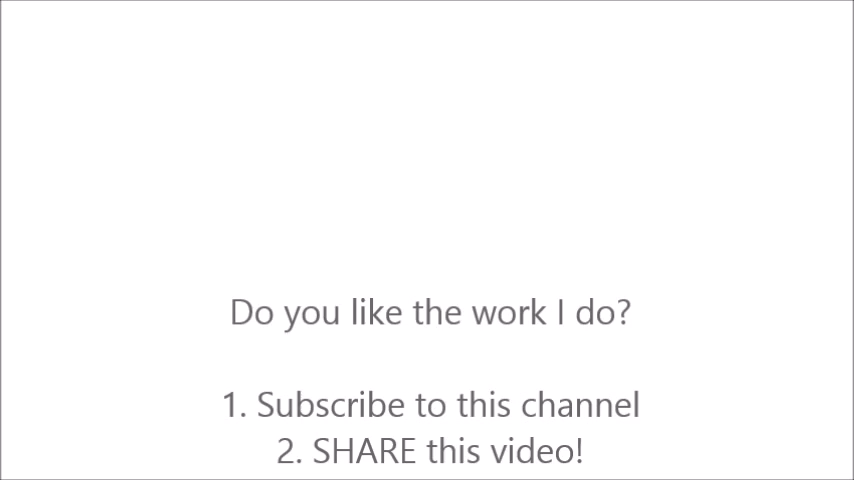 Do you like the work I do?
1. Subscribe to this channel
2. SHARE this video!